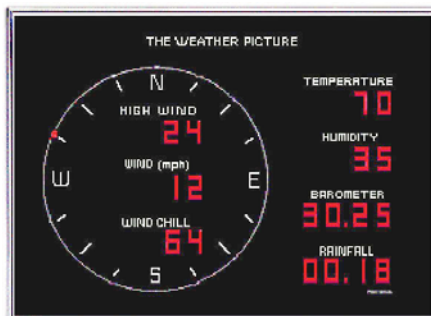 THE WEATHER PICTURE
N
HIGH WIND
24
WIND (mph)
12
WIND CHILL
64
W
E
S
TEMPERATURE
70
HUMIDITY
35
BAROMETER
30.25
RAINFALL
00.18